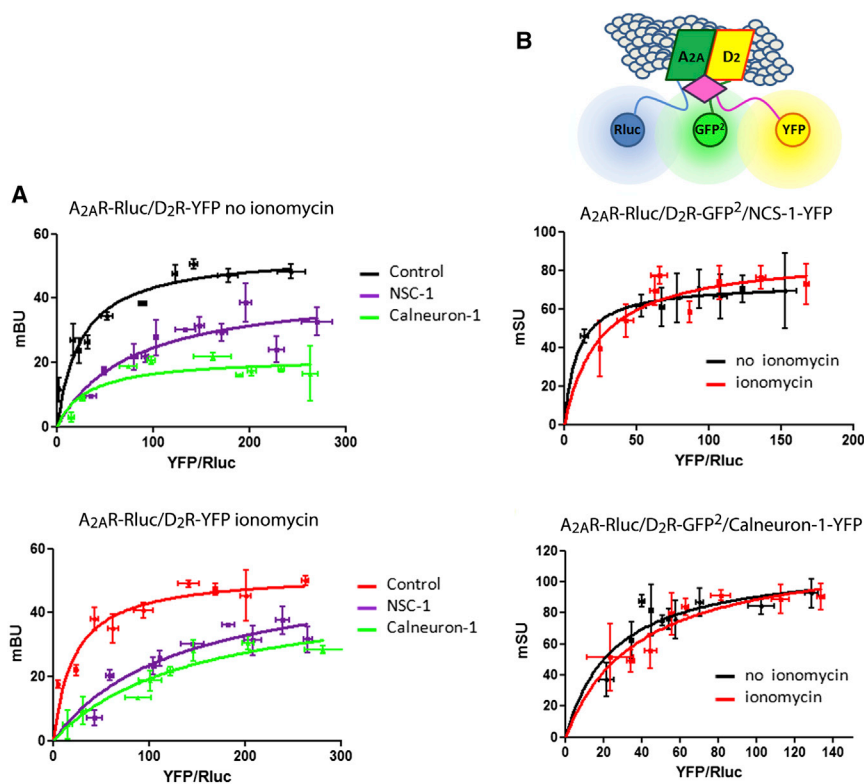 B
A2A D2
Rluc GFP² YFP
A
A2AR-Rluc/D2R-YFP no ionomycin
60
40
20
0
mBU
0 100 200 300
YFP/Rluc
Control
NSC-1
Calneuron-1
A2AR-Rluc/D2R-GFP²/NCS-1-YFP
100
80
60
40
20
0
mSU
0 50 100 150 200
YFP/Rluc
no ionomycin
ionomycin
A2AR-Rluc/D2R-YFP ionomycin
60
40
20
0
mBU
0 100 200 300
YFP/Rluc
Control
NSC-1
Calneuron-1
A2AR-Rluc/D2R-GFP²/Calneuron-1-YFP
120
100
80
60
40
20
0
mSU
0 20 40 60 80 100 120 140
YFP/Rluc
no ionomycin
ionomycin